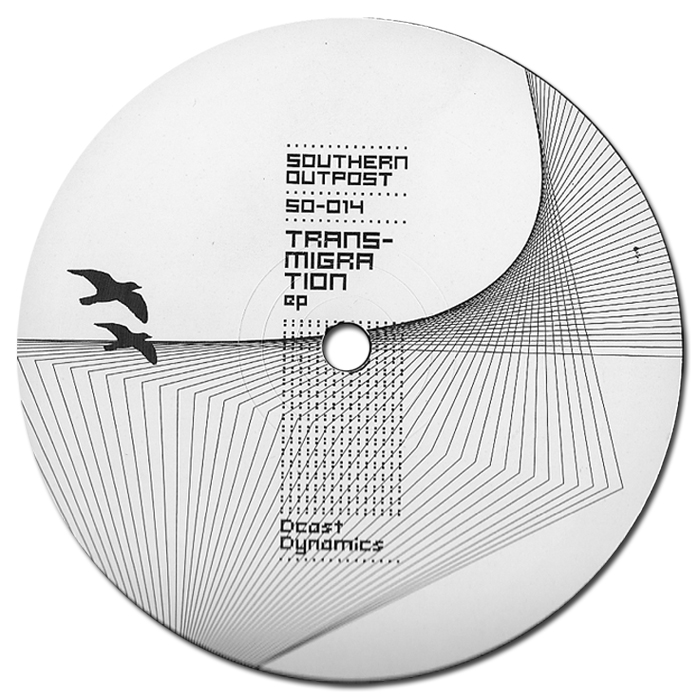 SOUTHERN
OUTPOST
SO-014
TRANS-
MIGRA
TION
ep
Dcast
Dynamics